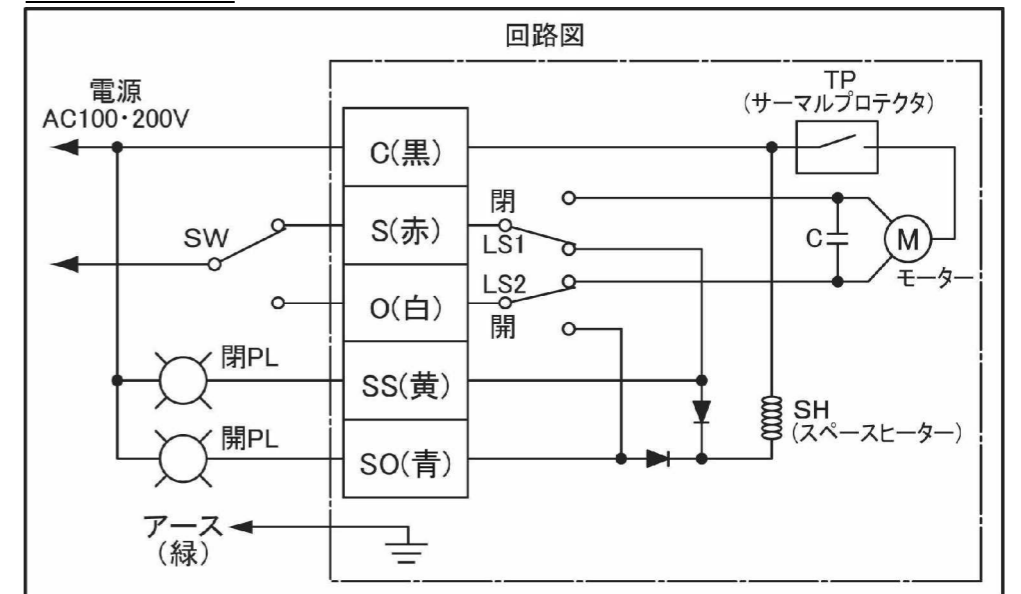 回路図
電源
AC100・200V
TP
(サーマルプロテクタ)
C(黒)
閉
S(赤)
SW
LS1
C
M
モーター
LS2
O(白)
開
閉PL
SS(黄)
SH
(スペースヒーター)
開PL
SO(青)
アース
(緑)